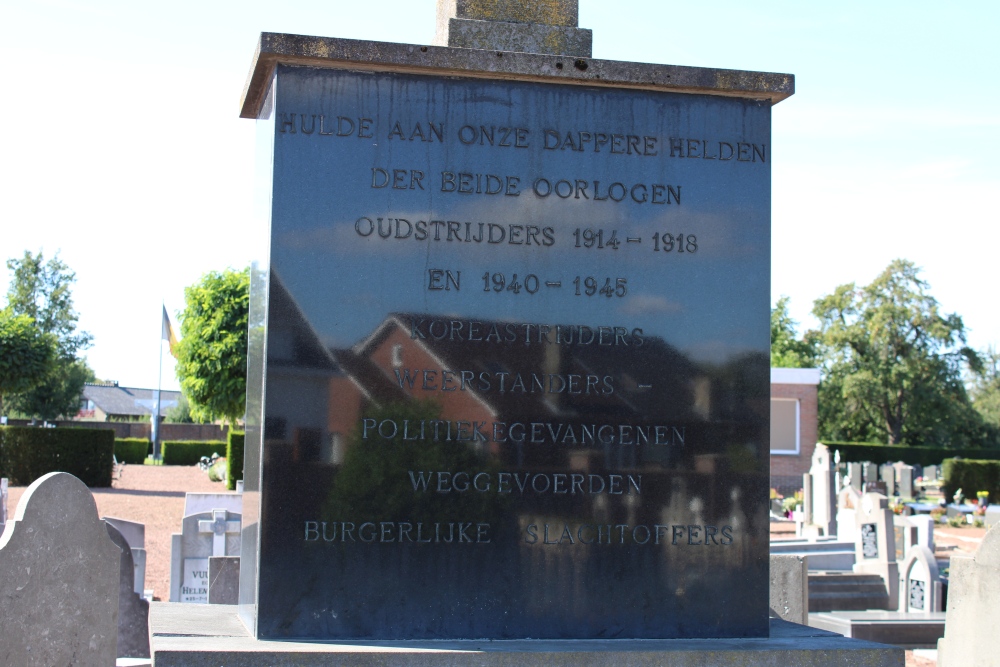 HULDE AAN ONZE DAPPERE HELDEN
DER BEIDE OORLOGEN
OUDSTRIJDERS 1914 – 1918
EN 1940 – 1945
KOREASTRIJDERS
WEERSTANDERS –
POLITIEKEGEVANGENEN
WEGGEVOERDEN
BURGERLIJKE SLACHTOFFERS